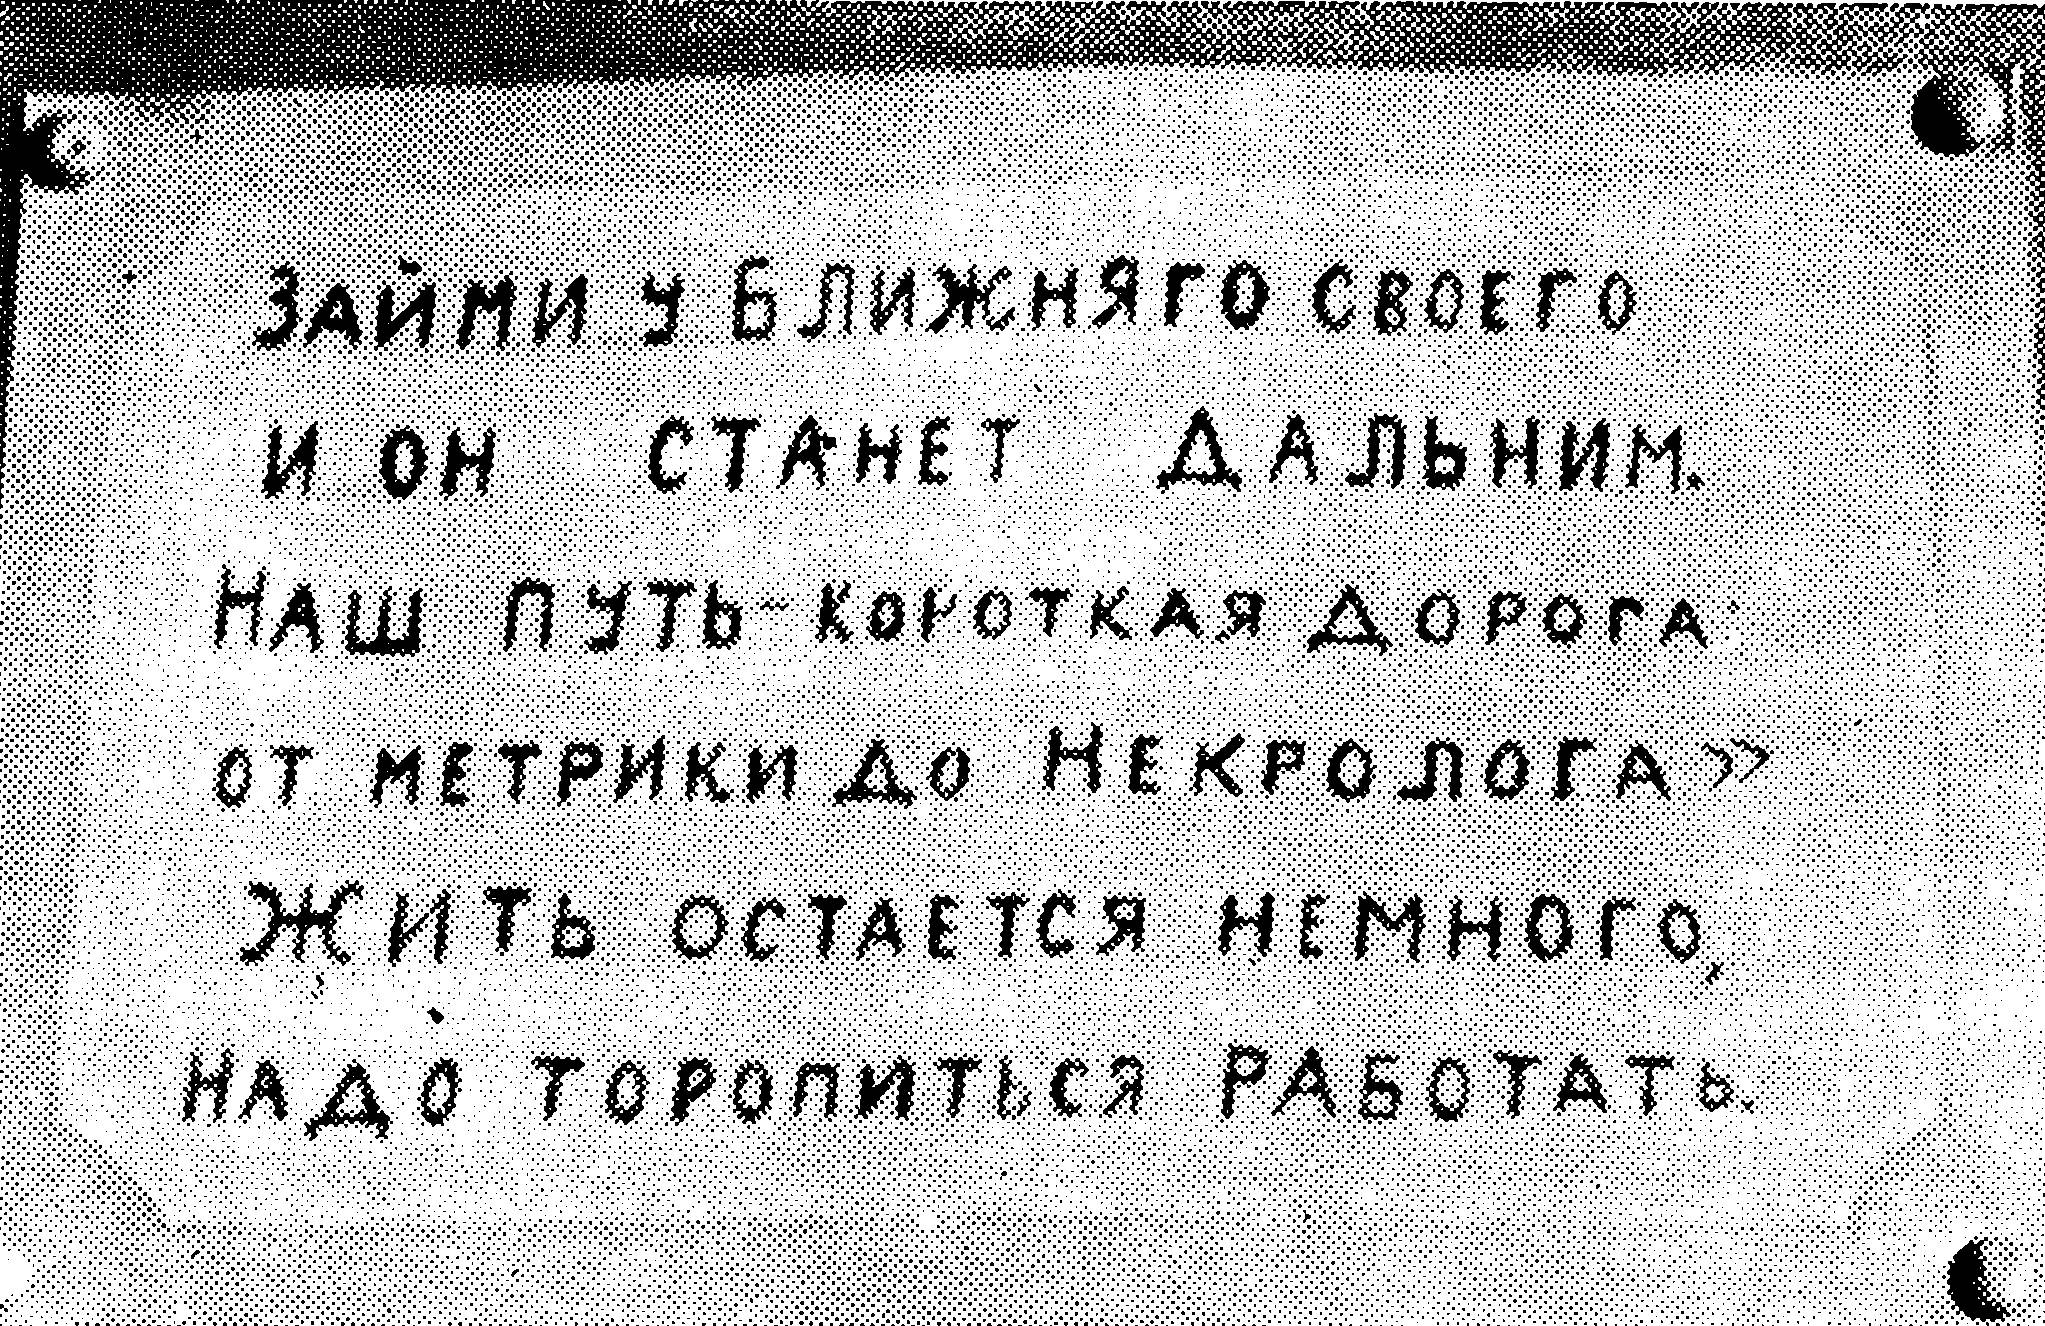 ЗАЙМИ У БЛИЖНЯГО СВОЕГО
И ОН СТАНЕТ ДАЛЬНИМ.
НАШ ПУТЬ - КОРОТКАЯ ДОРОГА
ОТ МЕТРИКИ ДО НЕКРОЛОГА»
ЖИТЬ ОСТАЕТСЯ НЕМНОГО,
НАДО ТОРОПИТЬСЯ РАБОТАТЬ.